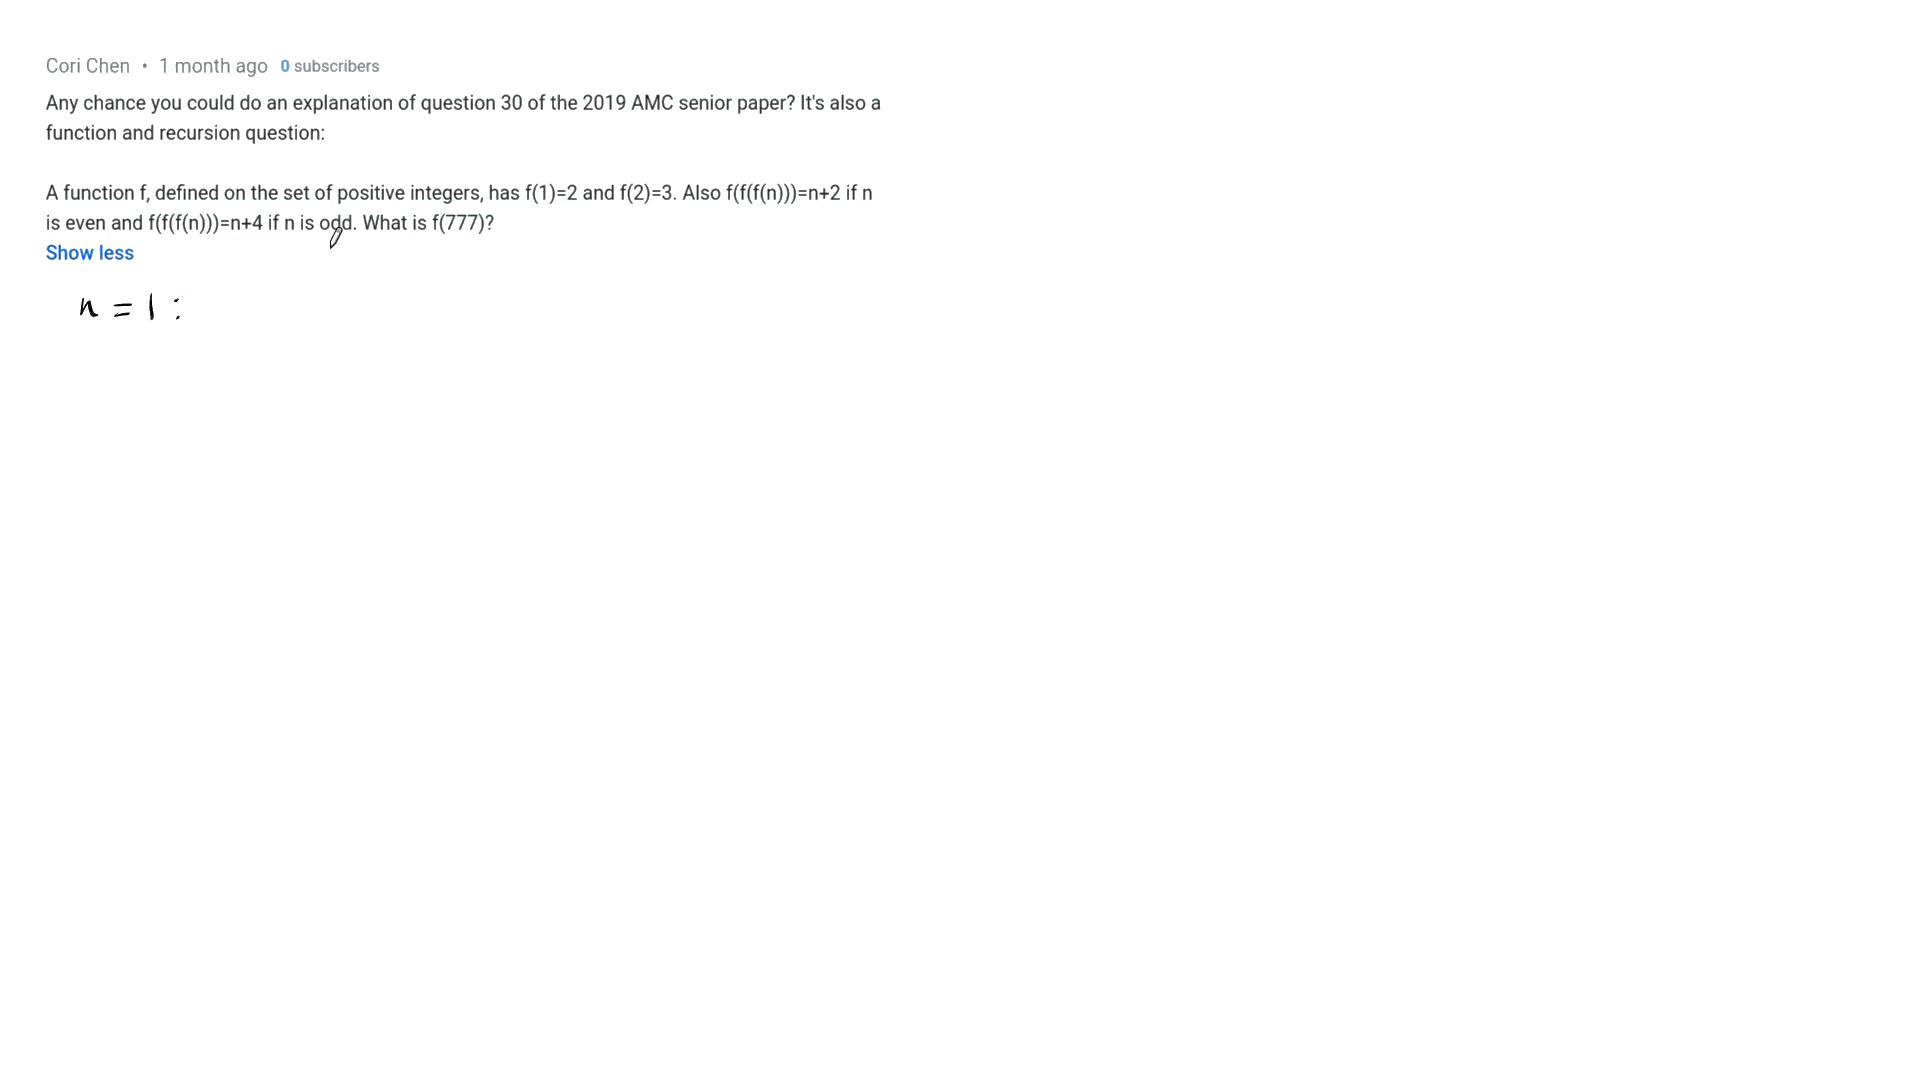 Cori Chen • 1 month ago 0 subscribers
Any chance you could do an explanation of question 30 of the 2019 AMC senior paper? It's also a
function and recursion question:
A function f, defined on the set of positive integers, has f(1)=2 and f(2)=3. Also f(f(f(n)))=n+2 if n
is even and f(f(f(n)))=n+4 if n is odd. What is f(777)?
Show less
n = 1 :